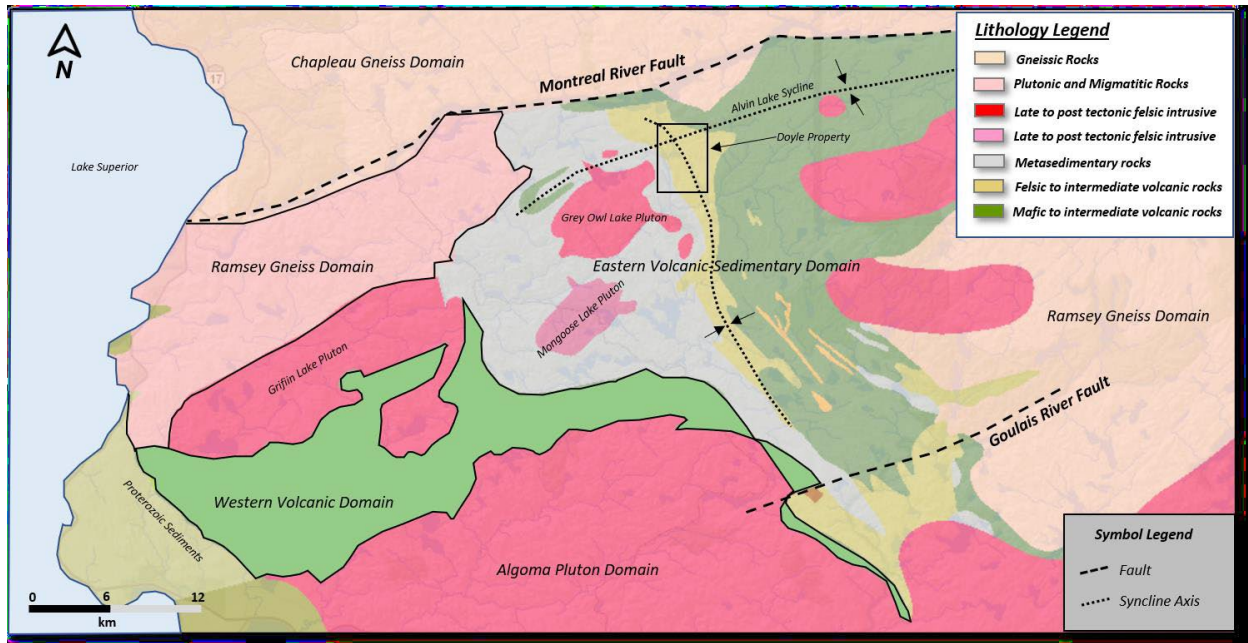 N
Chapleau Gneiss Domain
17
Montreal River Fault
Alvin Lake Sycline
Doyle Property
Lake Superior
Grey Owl Lake Pluton
Ramsey Gneiss Domain
Eastern Volcanic-Sedimentary Domain
Mongoose Lake Pluton
Ramsey Gneiss Domain
Griflin Lake Pluton
Goulais River Fault
Western Volcanic Domain
Proterozoic Sediments
Algoma Pluton Domain
0 6 12
km
Lithology Legend
Gneissic Rocks
Plutonic and Migmatitic Rocks
Late to post tectonic felsic intrusive
Late to post tectonic felsic intrusive
Metasedimentary rocks
Felsic to intermediate volcanic rocks
Mafic to intermediate volcanic rocks
Symbol Legend
Fault
Syncline Axis